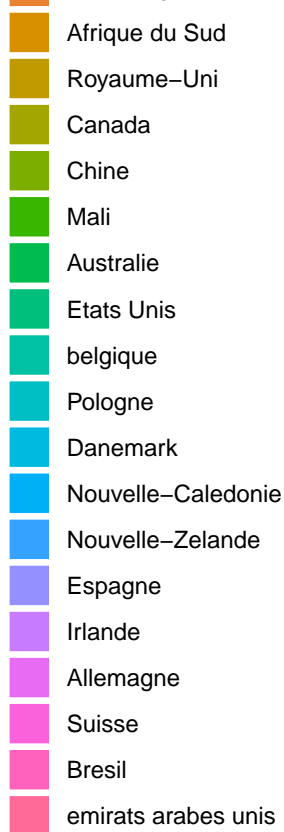 Afrique du Sud
Royaume−Uni
Canada
Chine
Mali
Australie
Etats Unis
belgique
Pologne
Danemark
Nouvelle−Caledonie
Nouvelle−Zelande
Espagne
Irlande
Allemagne
Suisse
Bresil
emirats arabes unis